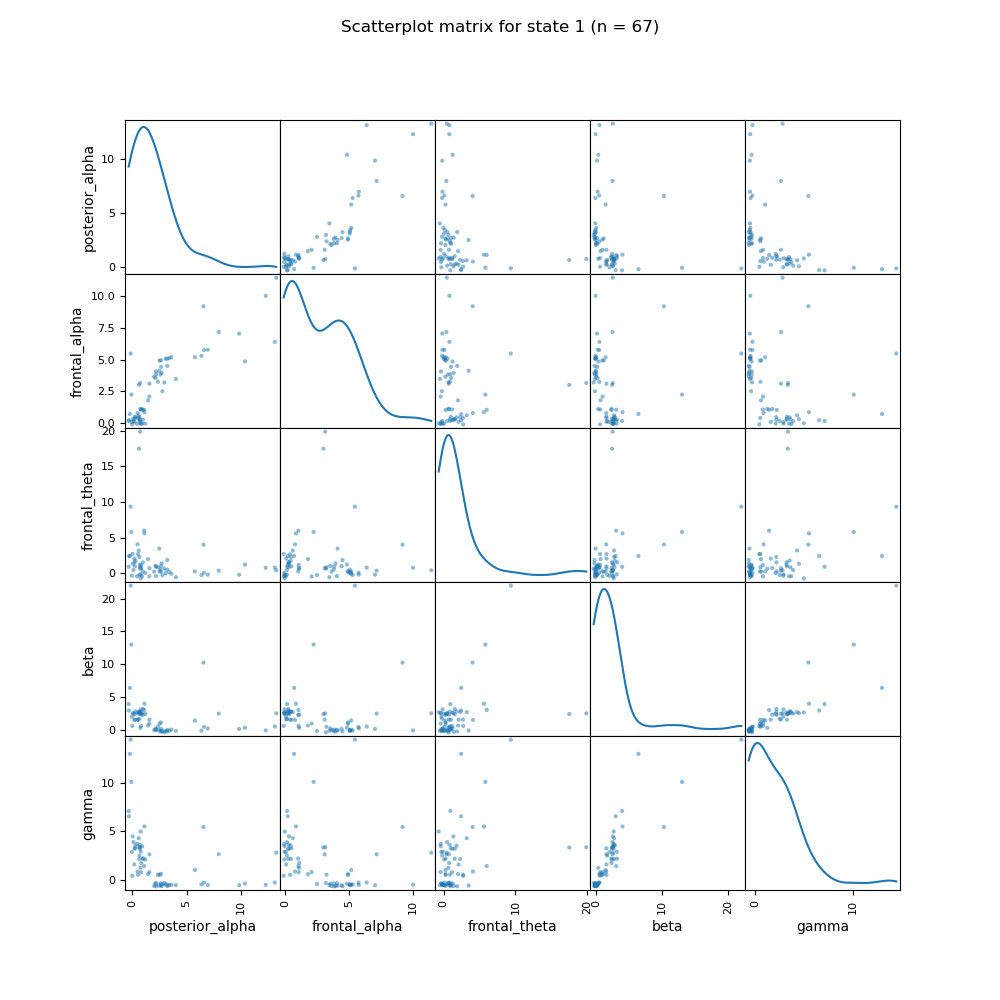 Scatterplot matrix for state 1 (n = 67)
posterior_alpha
10
5
0
frontal_alpha
10.0
7.5
5.0
2.5
0.0
frontal_theta
20
15
10
5
0
beta
20
15
10
5
0
gamma
10
5
0
0 5 10
0 5 10
0 10 20
0 10 20
0 10
posterior_alpha frontal_alpha frontal_theta beta gamma